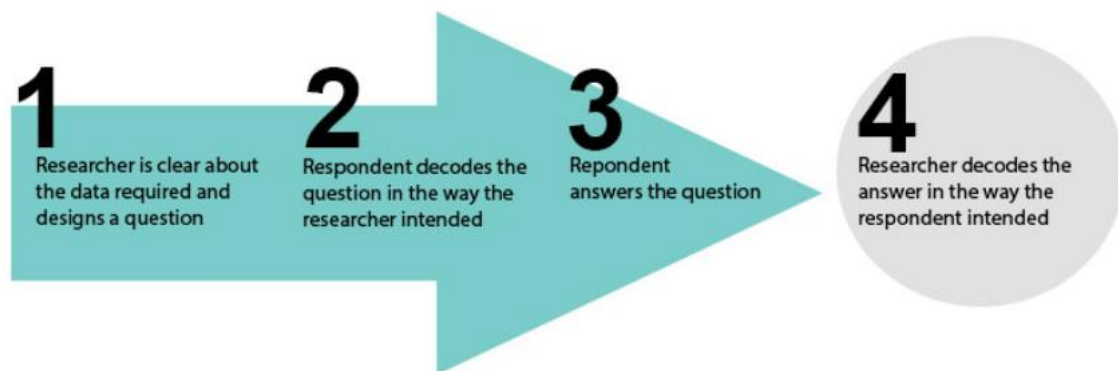 1
Researcher is clear about
the data required and
designs a question
2
Respondent decodes the
question in the way the
researcher intended
3
Repondent
answers the question
4
Researcher decodes the
answer in the way the
respondent intended